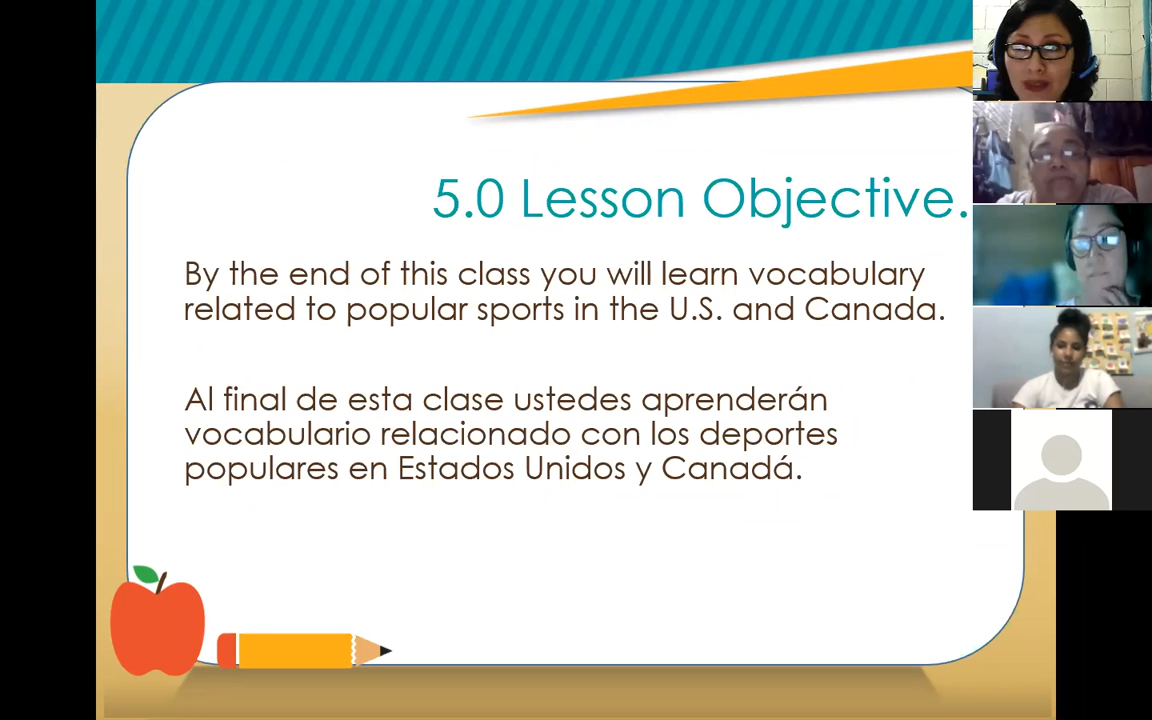 5.0 Lesson Objective.
By the end of this class you will learn vocabulary
related to popular sports in the U.S. and Canada.
Al final de esta clase ustedes aprenderán
vocabulario relacionado con los deportes
populares en Estados Unidos y Canadá.